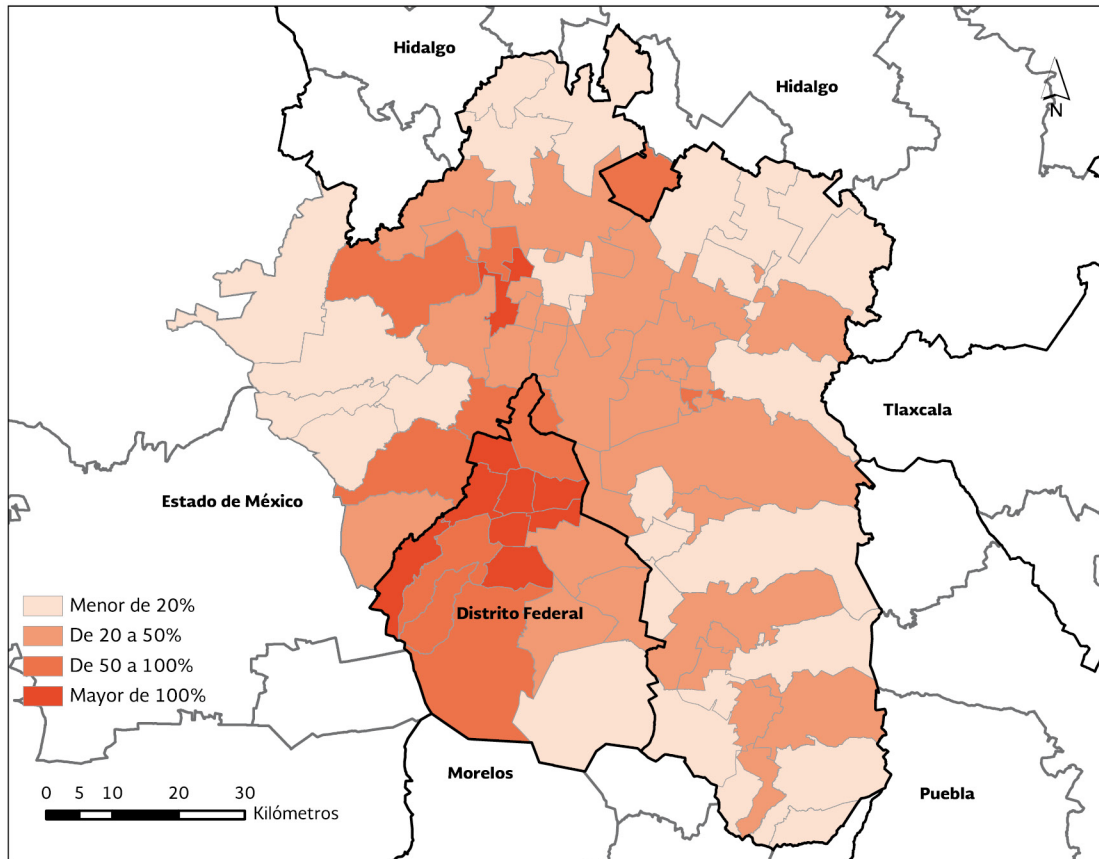 Hidalgo
Hidalgo
N
Tlaxcala
Estado de México
Distrito Federal
Menor de 20%
De 20 a 50%
De 50 a 100%
Mayor de 100%
Morelos
Puebla
0 5 10 20 30 Kilómetros